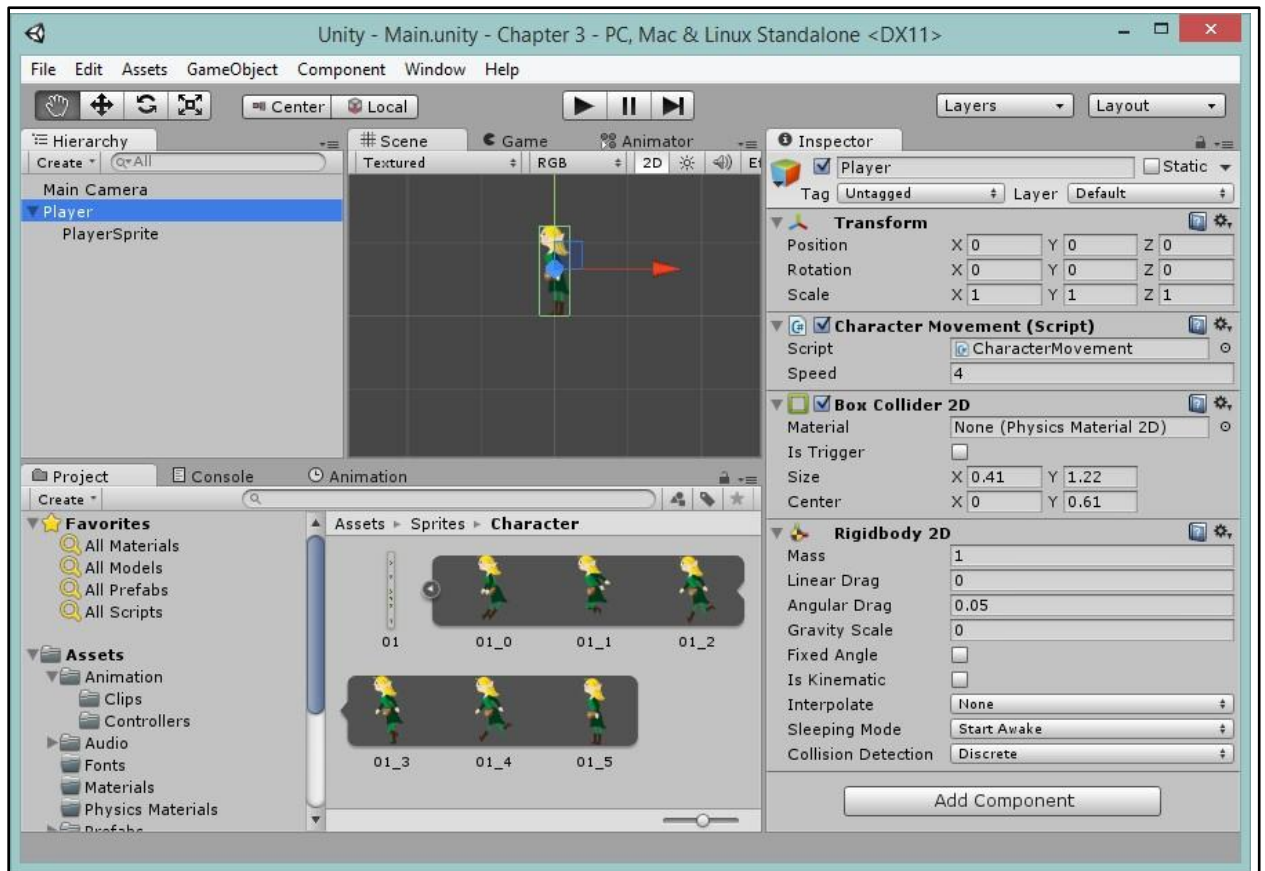 Unity - Main.unity - Chapter 3 - PC, Mac & Linux Standalone <DX11>
File Edit Assets GameObject Component Window Help
Center Local Layers Layout
Hierarchy
Create All
Main Camera
Player
PlayerSprite
Scene Game Animator
Textured RGB 2D Ef
Inspector
Player Static
Tag Untagged Layer Default
Transform
Position X 0 Y 0 Z 0
Rotation X 0 Y 0 Z 0
Scale X 1 Y 1 Z 1
Character Movement (Script)
Script CharacterMovement
Speed 4
Box Collider 2D
Material None (Physics Material 2D)
Is Trigger
Size X 0.41 Y 1.22
Center X 0 Y 0.61
Rigidbody 2D
Mass 1
Linear Drag 0
Angular Drag 0.05
Gravity Scale 0
Fixed Angle
Is Kinematic
Interpolate None
Sleeping Mode Start Awake
Collision Detection Discrete
Add Component
Project Console Animation
Create
Favorites
All Materials
All Models
All Prefabs
All Scripts
Assets
Animation
Clips
Controllers
Audio
Fonts
Materials
Physics Materials
Prefabs
Assets Sprites Character
01 01_0 01_1 01_2
01_3 01_4 01_5